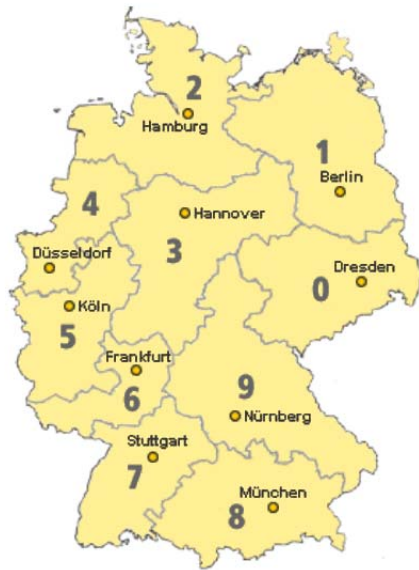 2
Hamburg
1
Berlin
4
Hannover
3
Düsseldorf
Dresden
0
Köln
5
Frankfurt
9
6
Nürnberg
Stuttgart
7
München
8